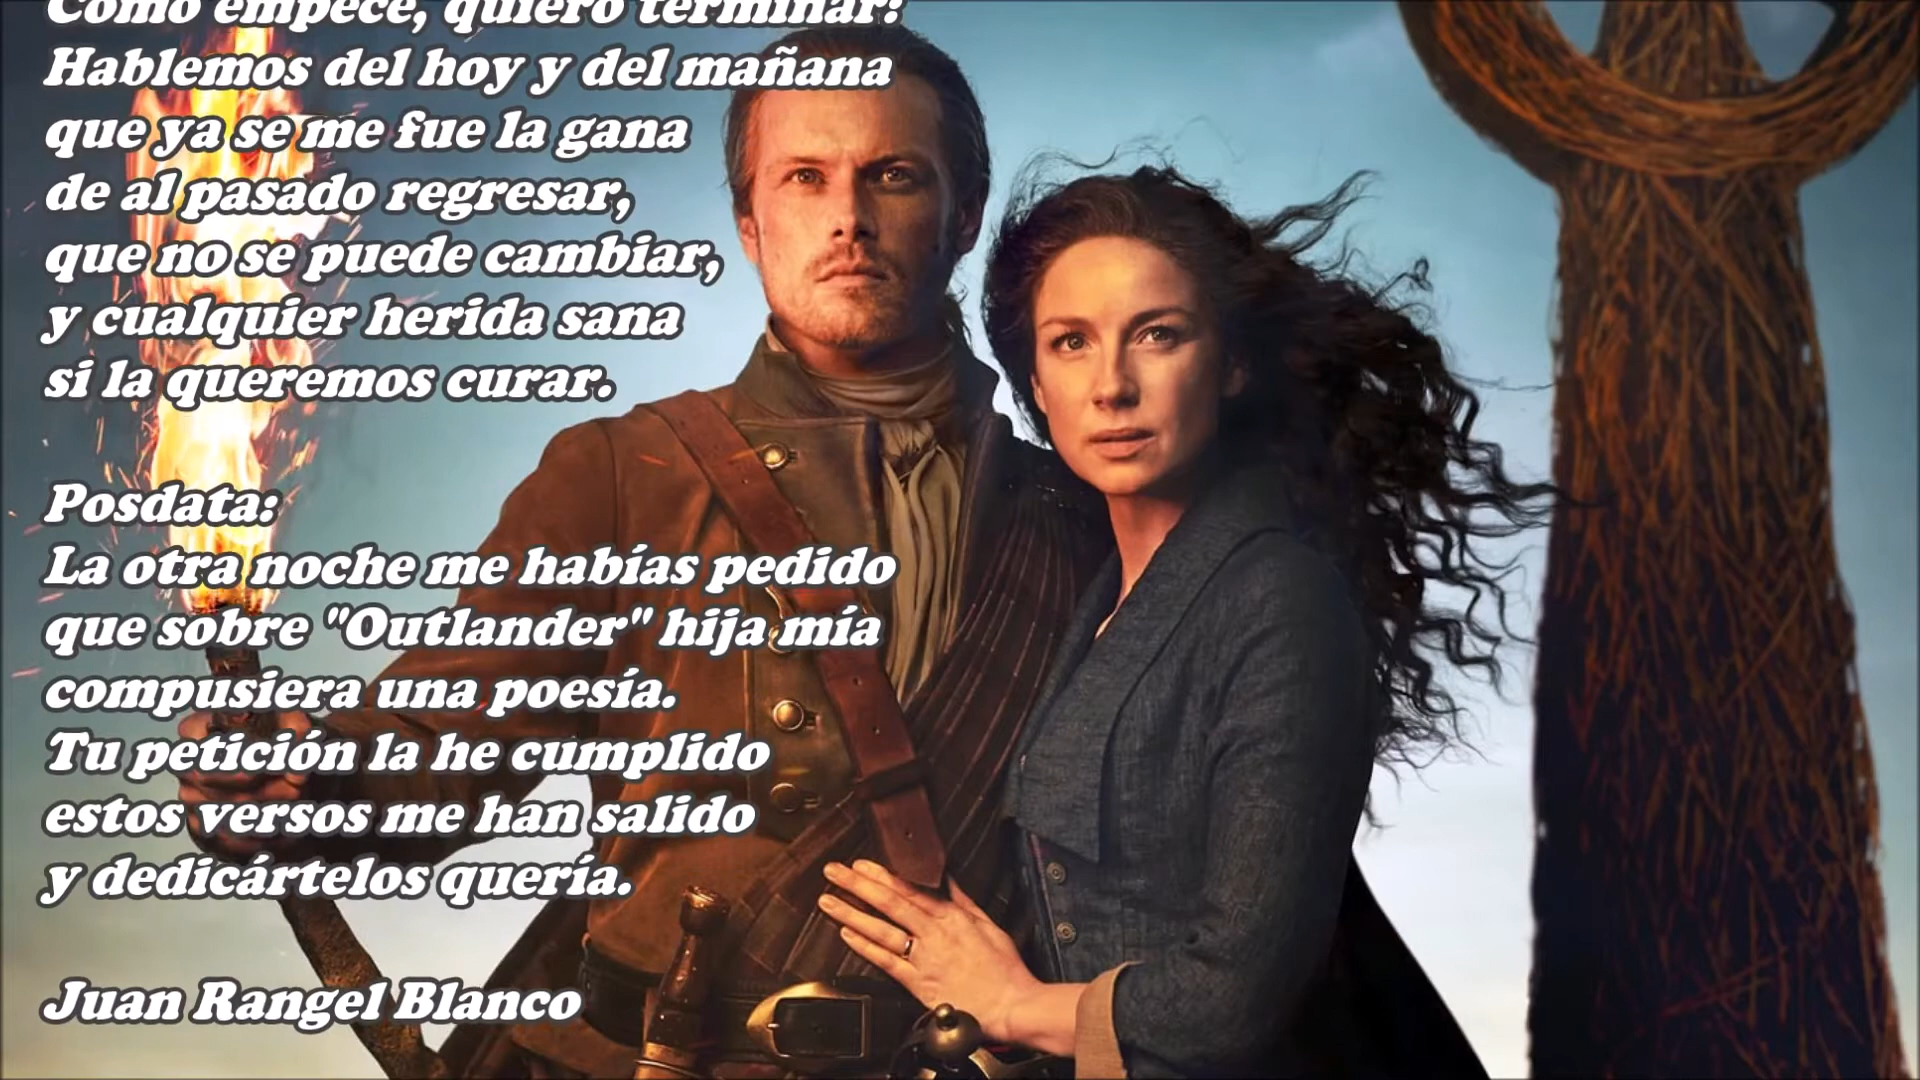 Como empecé, quiero terminar:
Hablemos del hoy y del mañana
que ya se me fue la gana
de al pasado regresar,
que no se puede cambiar,
y cualquier herida sana
si la queremos curar.
Posdata:
La otra noche me habías pedido
que sobre "Outlander" hija mía
compusiera una poesía.
Tu petición la he cumplido
estos versos me han salido
y dedicártelos quería.
Juan Rangel Blanco